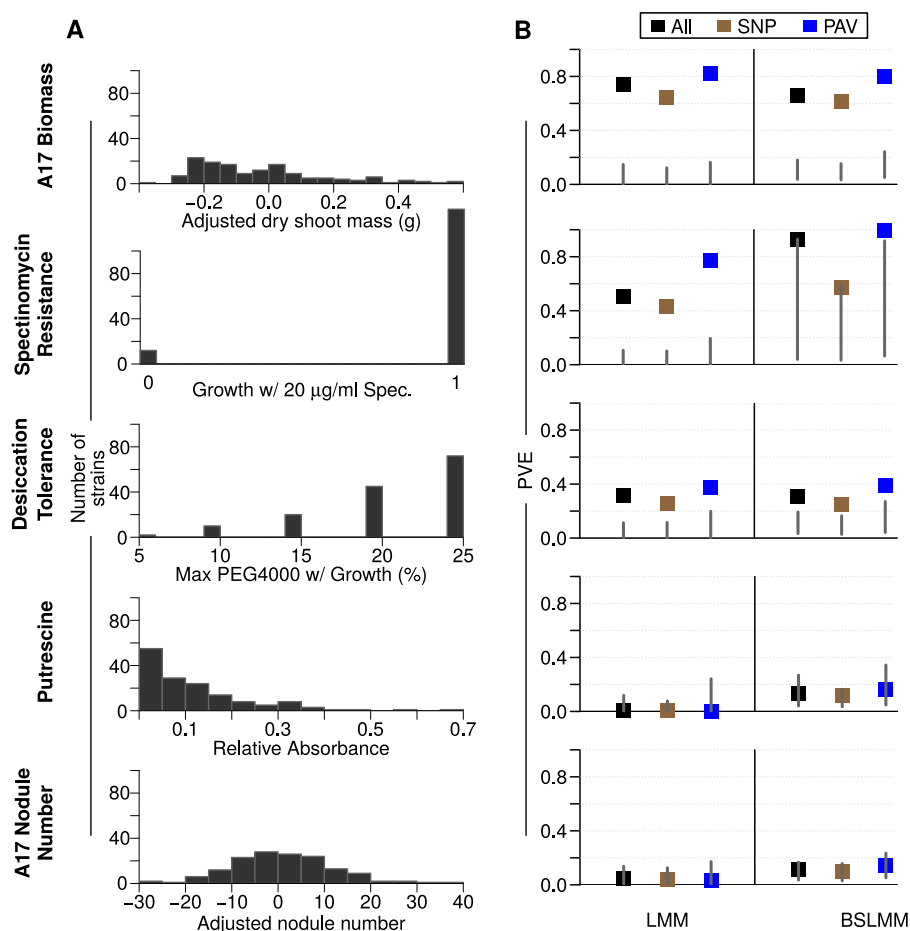 A
B
All SNP PAV
A17 Biomass
80
40
0
−0.2 0.0 0.2 0.4 0.6
Adjusted dry shoot mass (g)
0.8
0.4
0.0
Spectinomycin
Resistance
80
40
0
0 1
Growth w/ 20 μg/ml Spec.
0.8
0.4
0.0
Desiccation
Tolerance
Number of
strains
80
40
0
5 10 15 20 25
Max PEG4000 w/ Growth (%)
PVE
0.8
0.4
0.0
Putrescine
80
40
0
0.1 0.3 0.5 0.7
Relative Absorbance
0.8
0.4
0.0
A17 Nodule
Number
80
40
0
−30 −20 −10 0 10 20 30 40
Adjusted nodule number
0.8
0.4
0.0
LMM BSLMM